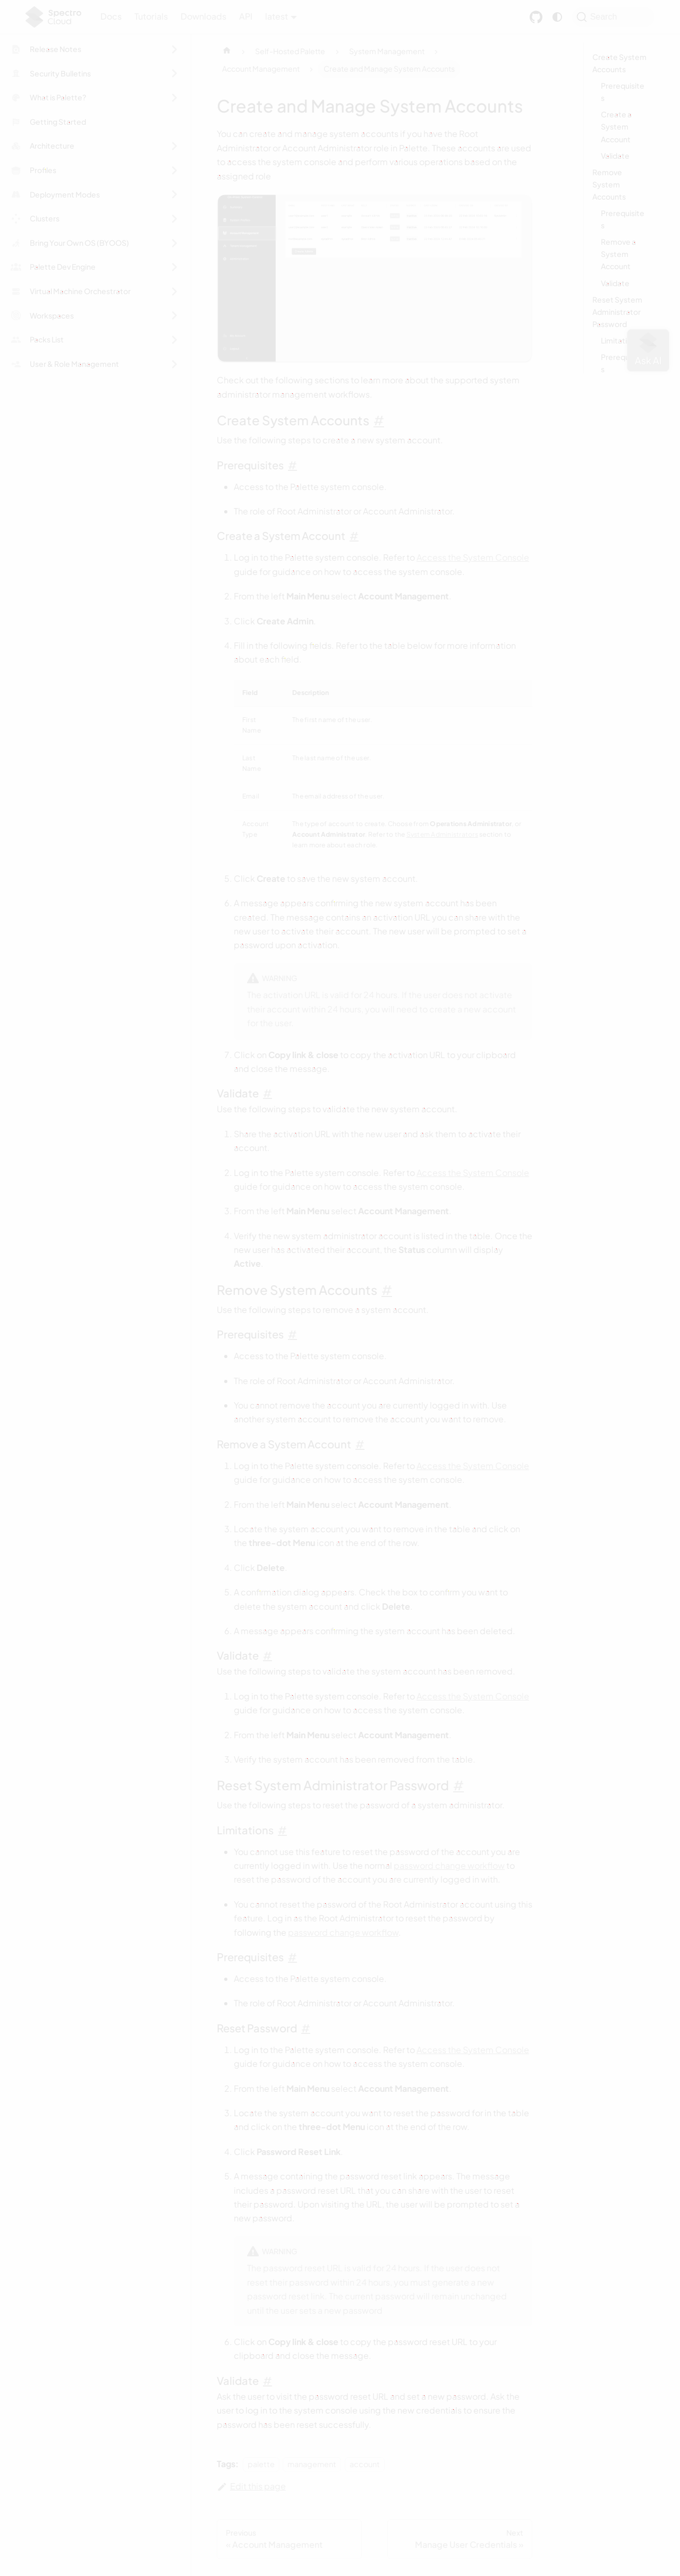 Spectro
Cloud
Docs Tutorials Downloads API latest
Search
Release Notes
Security Bulletins
What is Palette?
Getting Started
Architecture
Profiles
Deployment Modes
Clusters
Bring Your Own OS (BYOOS)
Palette Dev Engine
Virtual Machine Orchestrator
Workspaces
Packs List
User & Role Management
Self-Hosted Palette
System Management
Account Management
Create and Manage System Accounts
Create and Manage System Accounts
You can create and manage system accounts if you have the Root
Administrator or Account Administrator role in Palette. These accounts are used
to access the system console and perform various operations based on the
assigned role.
Check out the following sections to learn more about the supported system
administrator management workflows.
Create System Accounts #
Use the following steps to create a new system account.
Prerequisites #
Access to the Palette system console.
The role of Root Administrator or Account Administrator.
Create a System Account #
1. Log in to the Palette system console. Refer to Access the System Console
guide for guidance on how to access the system console.
2. From the left Main Menu select Account Management.
3. Click Create Admin
4. Fill in the following fields. Refer to the table below for more information
about each field.
Field Description
First The first name of the user.
Name
Last The last name of the user.
Name
Email The email address of the user.
Account The type of account to create. Choose from Operations Administrator, or
Type Account Administrator. Refer to the System Administrators section to
learn more about each role.
5. Click Create to save the new system account.
6. A message appears confirming the new system account has been
created. The message contains an activation URL you can share with the
new user to activate their account. The new user will be prompted to set a
password upon activation.
WARNING
The activation URL is valid for 24 hours. If the user does not activate
their account within 24 hours, you will need to create a new account
for the user.
7. Click on Copy link & close to copy the activation URL to your clipboard
and close the message.
Validate #
Use the following steps to validate the new system account.
1. Share the activation URL with the new user and ask them to activate their
account.
2. Log in to the Palette system console. Refer to Access the System Console
guide for guidance on how to access the system console.
3. From the left Main Menu select Account Management.
4. Verify the new system administrator account is listed in the table. Once the
new user has activated their account, the Status column will display
Active.
Remove System Accounts #
Use the following steps to remove a system account.
Prerequisites #
Access to the Palette system console.
The role of Root Administrator or Account Administrator.
You cannot remove the account you are currently logged in with. Use
another system account to remove the account you want to remove.
Remove a System Account #
1. Log in to the Palette system console. Refer to Access the System Console
guide for guidance on how to access the system console.
2. From the left Main Menu select Account Management.
3. Locate the system account you want to remove in the table and click on
the three-dot Menu icon at the end of the row.
4. Click Delete.
5. A confirmation dialog appears. Check the box to confirm you want to
delete the system account and click Delete.
6. A message appears confirming the system account has been deleted.
Validate #
Use the following steps to validate the system account has been removed.
1. Log in to the Palette system console. Refer to Access the System Console
guide for guidance on how to access the system console.
2. From the left Main Menu select Account Management.
3. Verify the system account has been removed from the table.
Reset System Administrator Password #
Use the following steps to reset the password of a system administrator.
Limitations #
You cannot use this feature to reset the password of the account you are
currently logged in with. Use the normal password change workflow to
reset the password of the account you are currently logged in with.
You cannot reset the password of the Root Administrator account using this
feature. Log in as the Root Administrator to reset the password by
following the password change workflow.
Prerequisites #
Access to the Palette system console.
The role of Root Administrator or Account Administrator.
Reset Password #
1. Log in to the Palette system console. Refer to Access the System Console
guide for guidance on how to access the system console.
2. From the left Main Menu select Account Management.
3. Locate the system account you want to reset the password for in the table
and click on the three-dot Menu icon at the end of the row.
4. Click Password Reset Link.
5. A message containing the password reset link appears. The message
includes a password reset URL that you can share with the user to reset
their password. Upon visiting the URL, the user will be prompted to set a
new password.
WARNING
The password reset URL is valid for 24 hours. If the user does not
reset their password within 24 hours, you must generate a new
password reset link. The current password will remain unchanged
until the user sets a new password.
6. Click on Copy link & close to copy the password reset URL to your
clipboard and close the message.
Validate #
Ask the user to visit the password reset URL and set a new password. Ask the
user to log in to the system console using the new credentials to ensure the
password has been reset successfully.
Tags: palette management account
Edit this page
Previous
« Account Management
Next
Manage User Credentials »
Create System
Accounts
Prerequisite
s
Create a
System
Account
Validate
Remove
System
Accounts
Prerequisite
s
Remove a
System
Account
Validate
Reset System
Administrator
Password
Ask AI